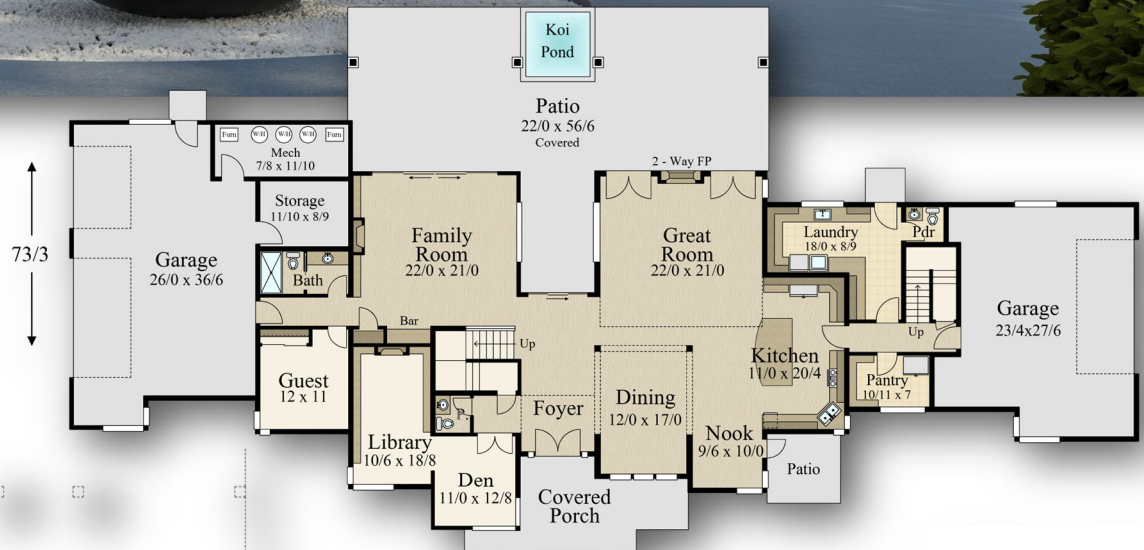 Koi
Pond
Patio
22/0 x 56/6
Covered
2 - Way FP
Furn
W/H
W/H
W/H
Furn
Mech
7/8 x 11/10
Storage
11/10 x 8/9
73/3
Garage
26/0 x 36/6
Bath
Family
Room
22/0 x 21/0
Great
Room
22/0 x 21/0
Laundry
18/0 x 8/9
Pdr
Garage
23/4x27/6
Bar
Up
Up
Guest
12 x 11
Kitchen
11/0 x 20/4
Pantry
10/11 x 7
Foyer
Dining
12/0 x 17/0
Library
10/6 x 18/8
Nook
9/6 x 10/0
Den
11/0 x 12/8
Patio
Covered
Porch